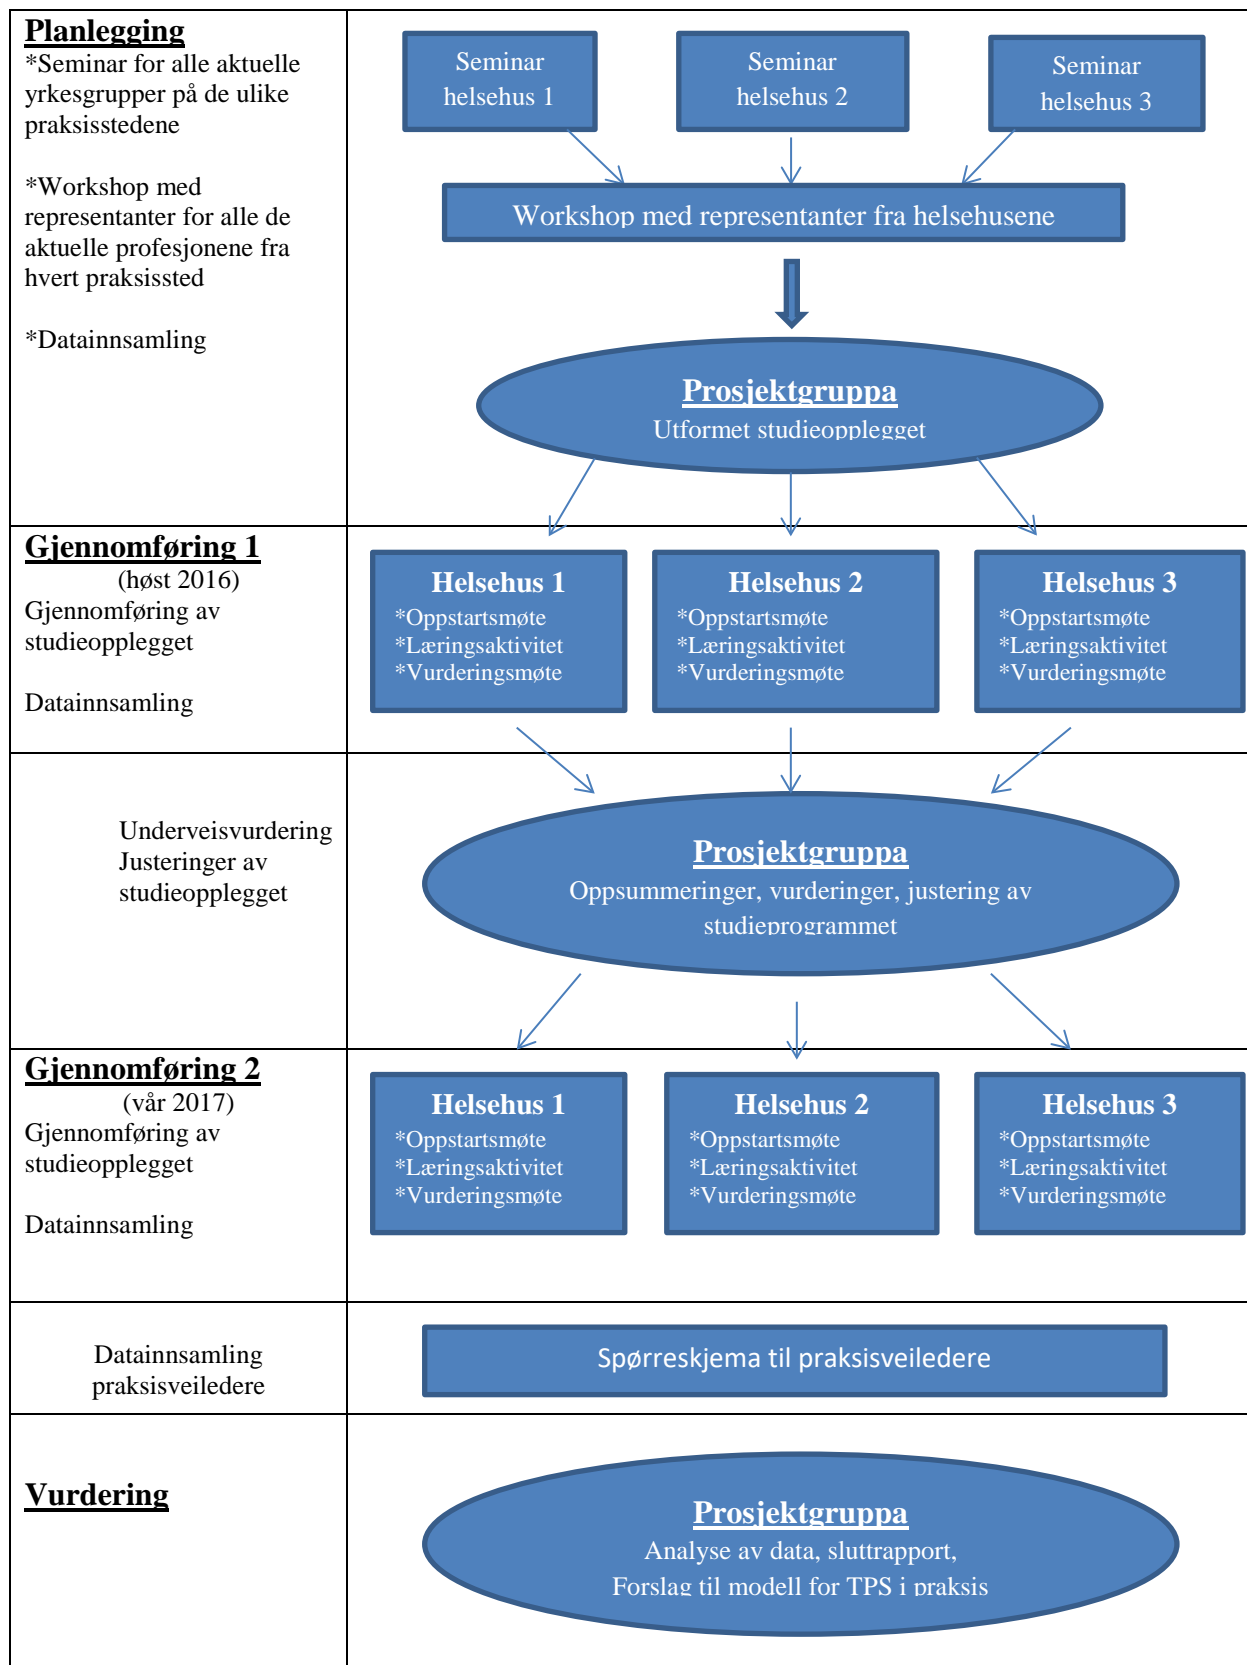 Planlegging
*Seminar for alle aktuelle
yrkesgrupper på de ulike
praksisstedene
*Workshop med
representanter for alle de
aktuelle profesjonene fra
hvert praksissted
*Datainnsamling
Seminar
helsehus 1
Seminar
helsehus 2
Seminar
helsehus 3
Workshop med representanter fra helsehusene
Prosjektgruppa
Utformet studieopplegget
Gjennomføring 1
(høst 2016)
Gjennomføring av
studieopplegget
Datainnsamling
Helsehus 1
*Oppstartsmøte
*Læringsaktivitet
*Vurderingsmøte
Helsehus 2
*Oppstartsmøte
*Læringsaktivitet
*Vurderingsmøte
Helsehus 3
*Oppstartsmøte
*Læringsaktivitet
*Vurderingsmøte
Underveisvurdering
Justeringer av
studieopplegget
Prosjektgruppa
Oppsummeringer, vurderinger, justering av
studieprogrammet
Gjennomføring 2
(vår 2017)
Gjennomføring av
studieopplegget
Datainnsamling
Helsehus 1
*Oppstartsmøte
*Læringsaktivitet
*Vurderingsmøte
Helsehus 2
*Oppstartsmøte
*Læringsaktivitet
*Vurderingsmøte
Helsehus 3
*Oppstartsmøte
*Læringsaktivitet
*Vurderingsmøte
Datainnsamling
praksisveiledere
Spørreskjema til praksisveiledere
Vurdering
Prosjektgruppa
Analyse av data, sluttrapport,
Forslag til modell for TPS i praksis